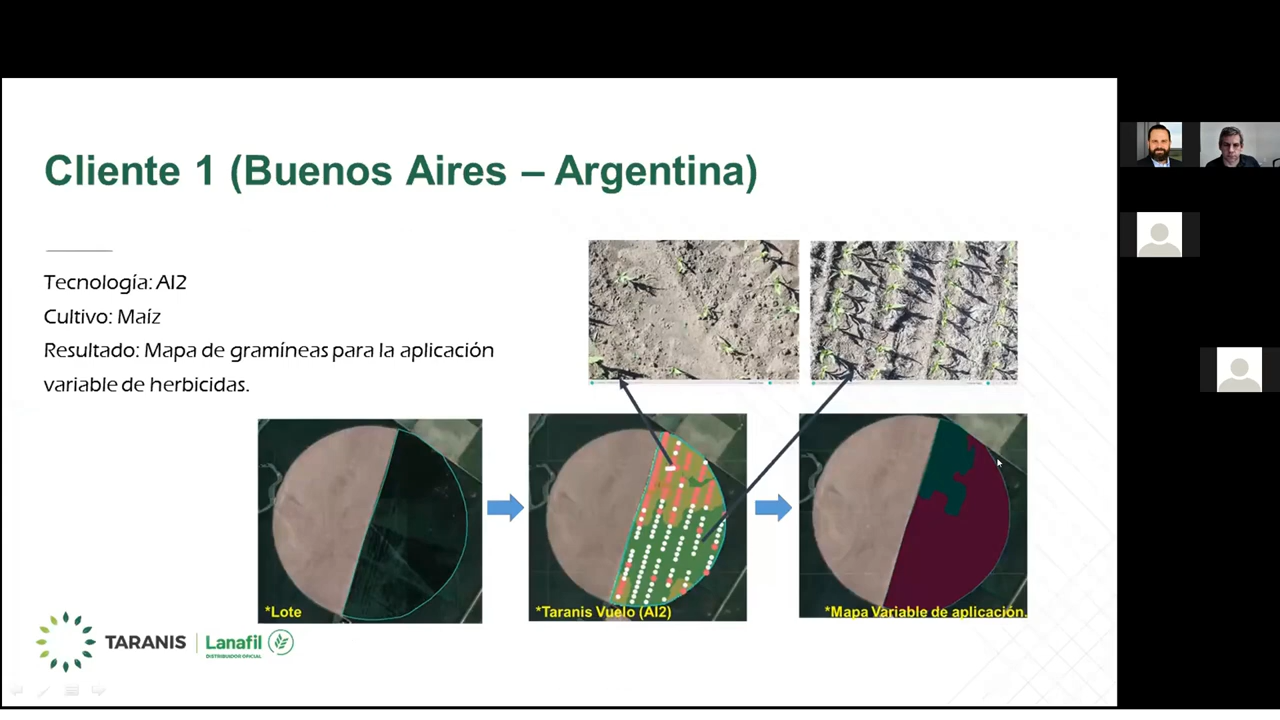 Cliente 1 (Buenos Aires – Argentina)
Tecnología: AI2
Cultivo: Maíz
Resultado: Mapa de gramíneas para la aplicación
variable de herbicidas.
*Lote
*Taranis Vuelo (AI2)
*Mapa Variable de aplicación.
TARANIS
Lanafil
DISTRIBUIDOR OFICIAL